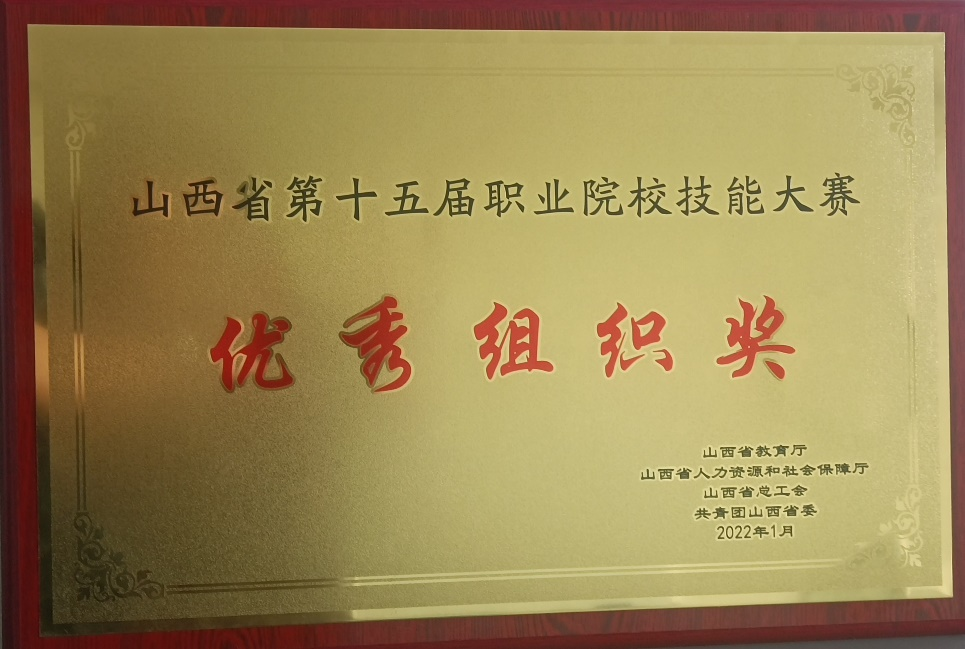 山西省第十五届职业院校技能大赛
优秀组织奖
山西省教育厅
山西省人力资源和社会保障厅
山西省总工会
共青团山西省委
2022年1月